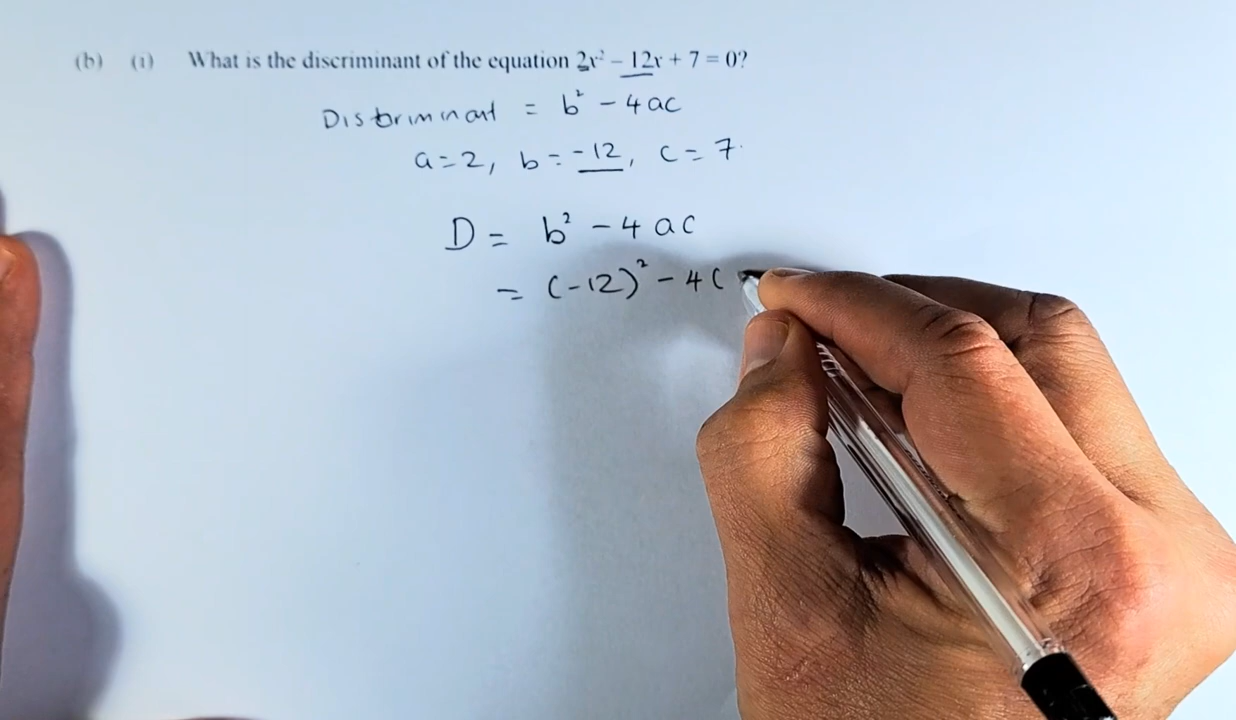 (b) (i) What is the discriminant of the equation 2x² – 12x + 7 = 0?
Discriminant = b² - 4ac
a=2, b=-12, c=7.
D = b² - 4ac
= (-12)² - 4(